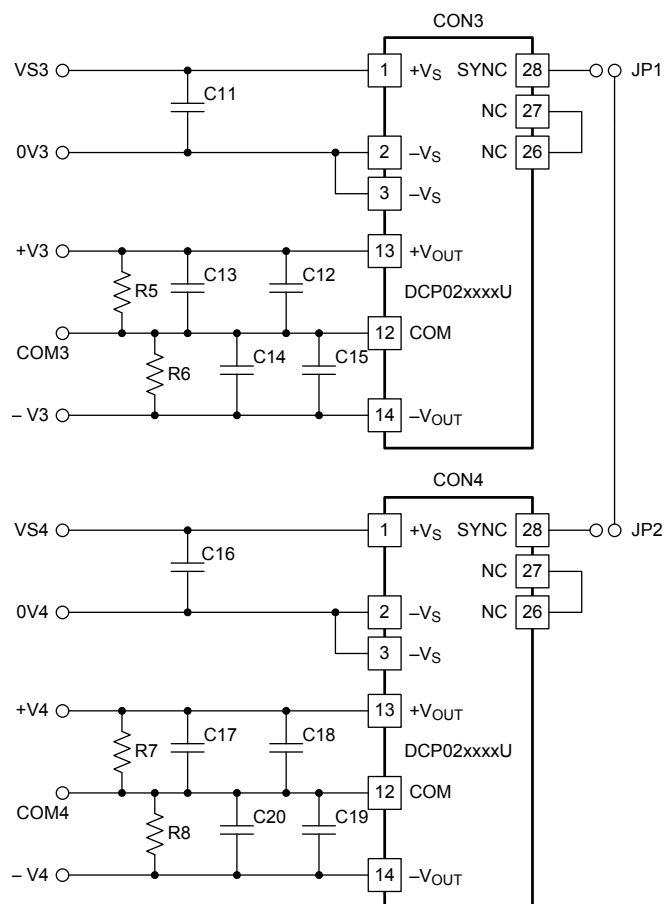 CON3
VS3
1
+VS
SYNC
28
JP1
C11
NC
27
0V3
2
–VS
NC
26
3
–VS
+V3
13
+VOUT
R5
C13
C12
DCP02xxxxU
COM3
12
COM
R6
C14
C15
– V3
14
–VOUT
CON4
VS4
1
+VS
SYNC
28
JP2
C16
NC
27
0V4
2
–VS
NC
26
3
–VS
+V4
13
+VOUT
R7
C17
C18
DCP02xxxxU
COM4
12
COM
R8
C20
C19
– V4
14
–VOUT